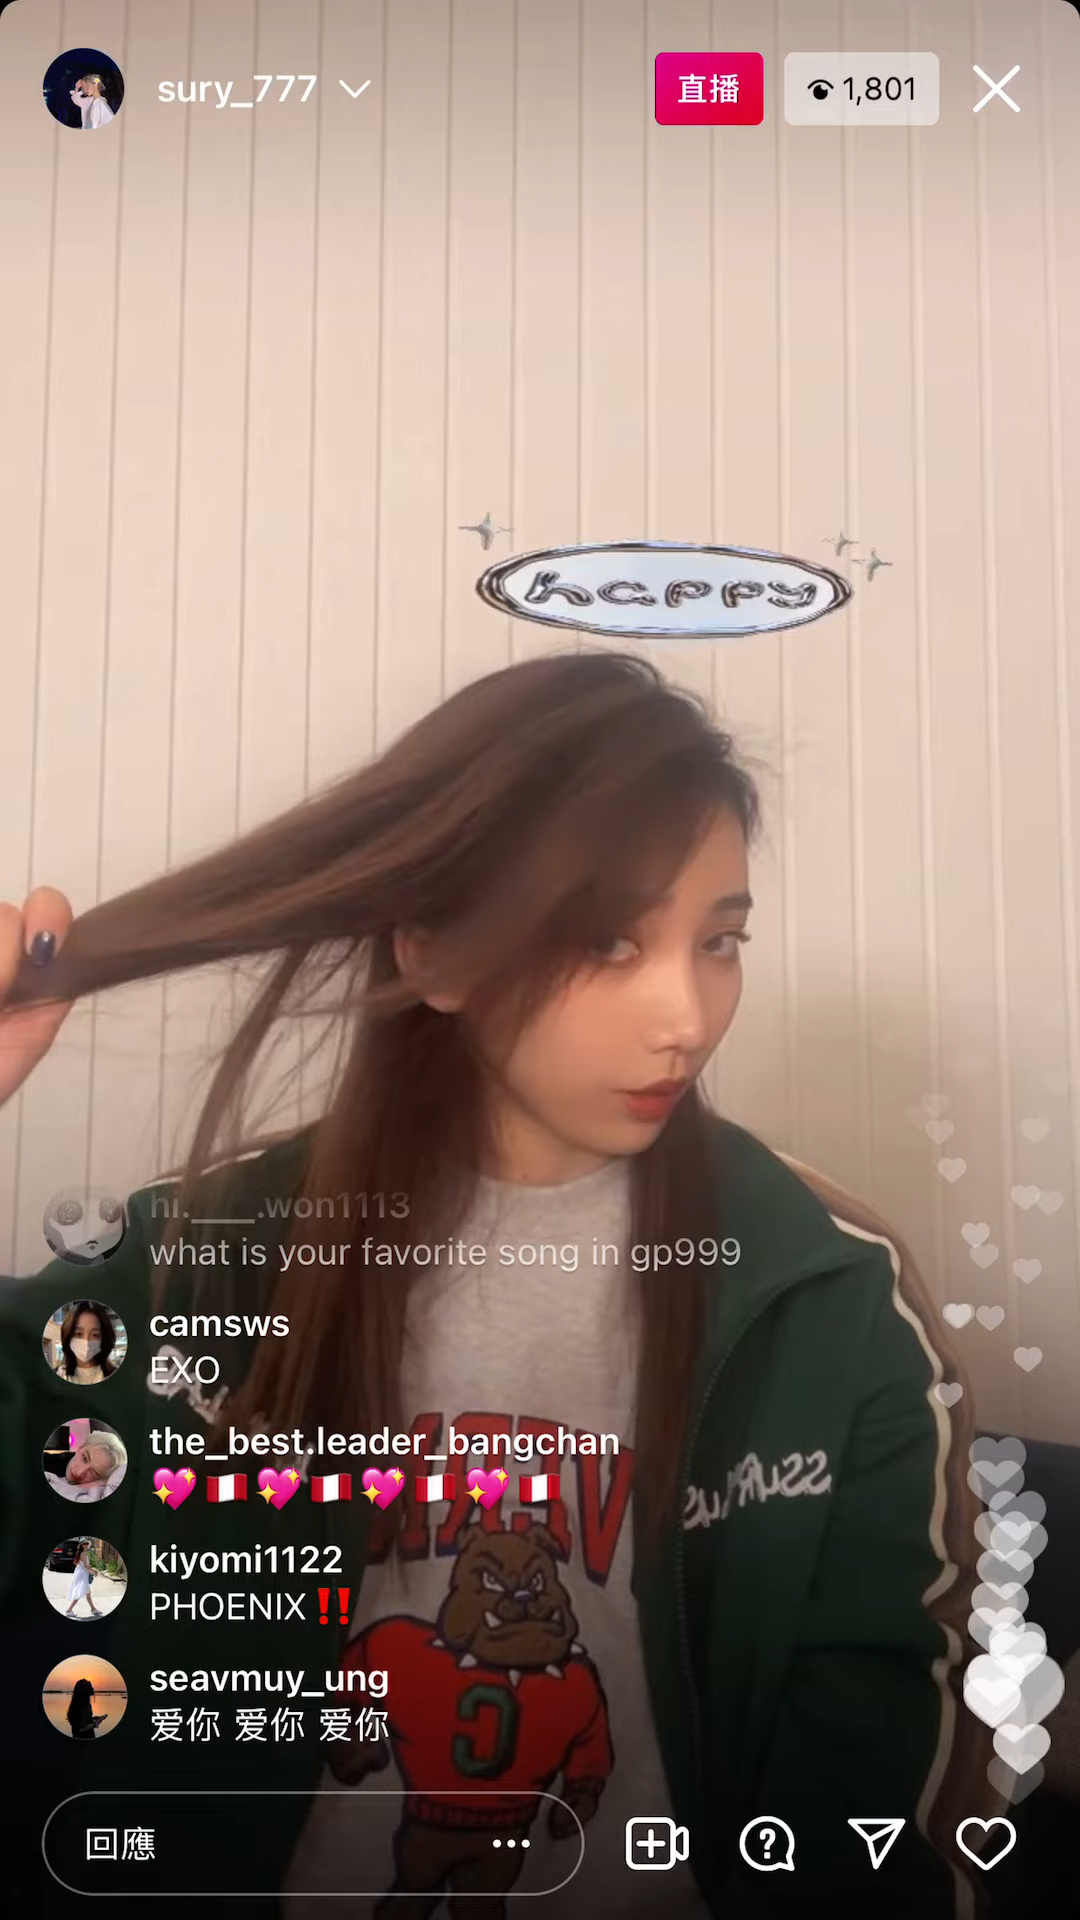 sury_777
直播
1,801
happy
hi.____.won1113
what is your favorite song in gp999
camsws
EXO
the_best.leader_bangchan
💖🇵🇪💖🇵🇪💖🇵🇪💖🇵🇪
kiyomi1122
PHOENIX‼️
seavmuy_ung
爱你 爱你 爱你
回應